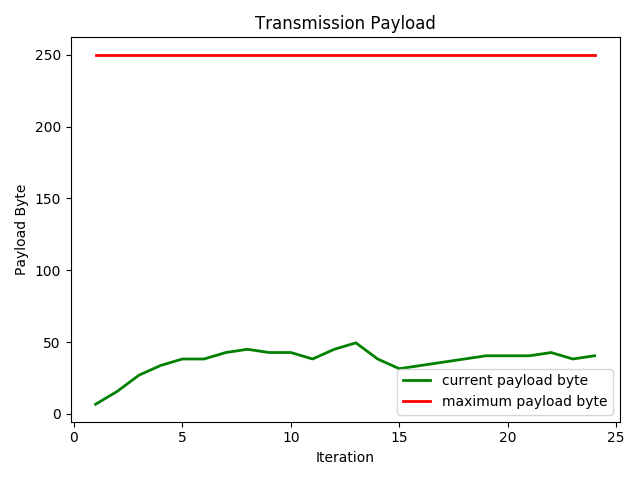 Transmission Payload
250
200
150
100
50
0
Payload Byte
0 5 10 15 20 25
Iteration
current payload byte
maximum payload byte